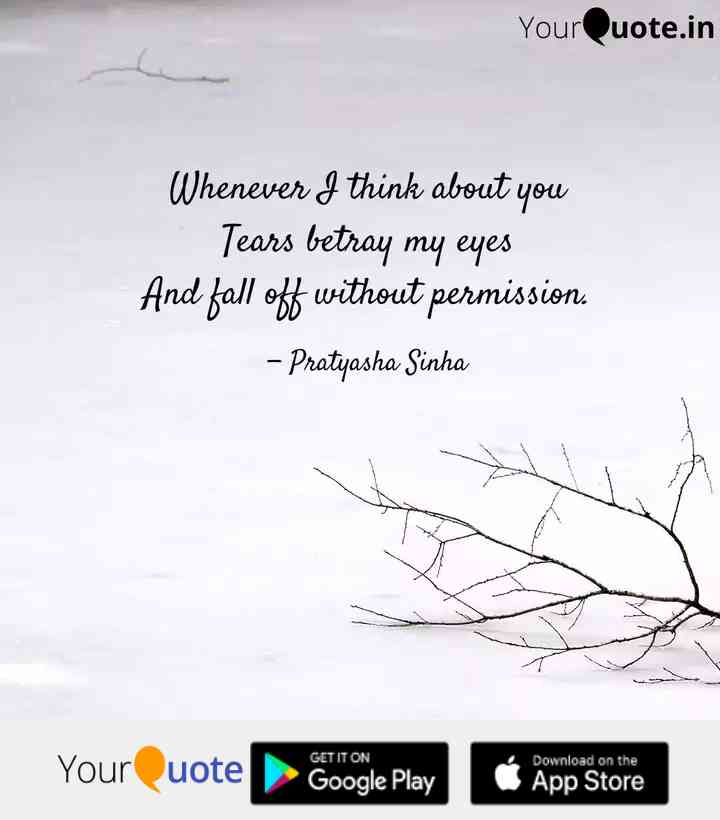 YourQuote.in
Whenever I think about you
Tears betray my eyes
And fall off without permission.
– Pratyasha Sinha
YourQuote
GET IT ON
Google Play
Download on the
App Store